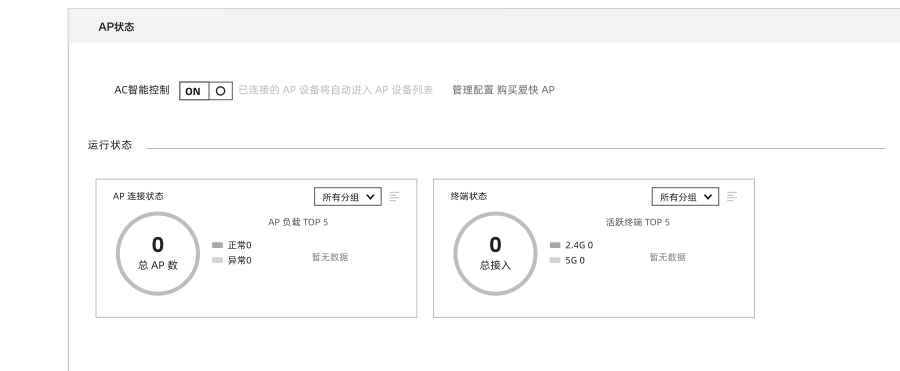 AP状态
AC智能控制 ON 已连接的 AP 设备将自动进入 AP 设备列表 管理配置 购买爱快 AP
运行状态
AP 连接状态 所有分组
AP 负载 TOP 5
0
总 AP 数
正常0
异常0
暂无数据
终端状态 所有分组
活跃终端 TOP 5
0
总接入
2.4G 0
5G 0
暂无数据